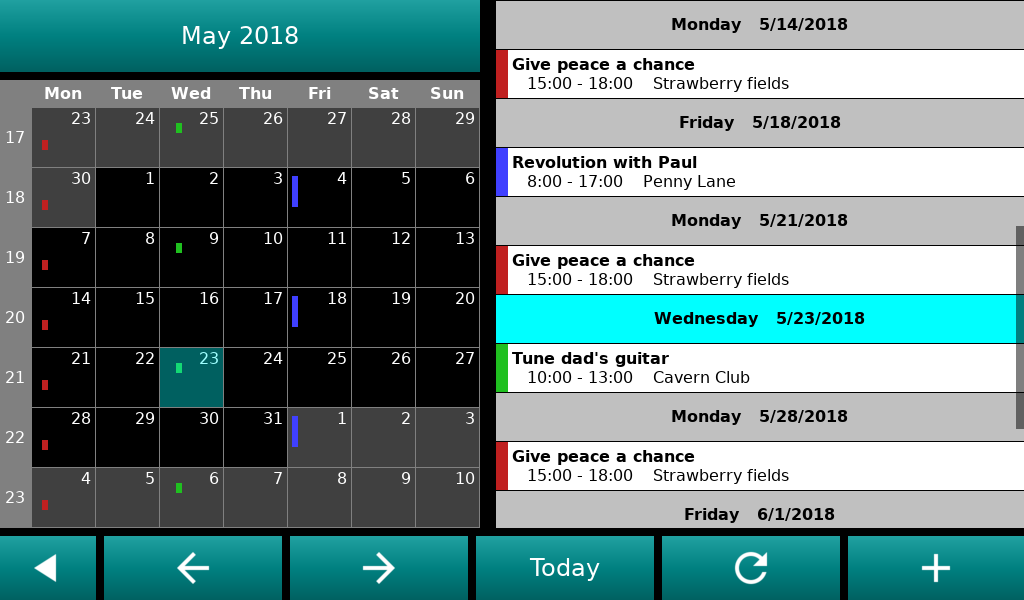 May 2018
Mon Tue Wed Thu Fri Sat Sun
17 23 24 25 26 27 28 29
18 30 1 2 3 4 5 6
19 7 8 9 10 11 12 13
20 14 15 16 17 18 19 20
21 21 22 23 24 25 26 27
22 28 29 30 31 1 2 3
23 4 5 6 7 8 9 10
Monday 5/14/2018
Give peace a chance
15:00 - 18:00 Strawberry fields
Friday 5/18/2018
Revolution with Paul
8:00 - 17:00 Penny Lane
Monday 5/21/2018
Give peace a chance
15:00 - 18:00 Strawberry fields
Wednesday 5/23/2018
Tune dad's guitar
10:00 - 13:00 Cavern Club
Monday 5/28/2018
Give peace a chance
15:00 - 18:00 Strawberry fields
Friday 6/1/2018
Today